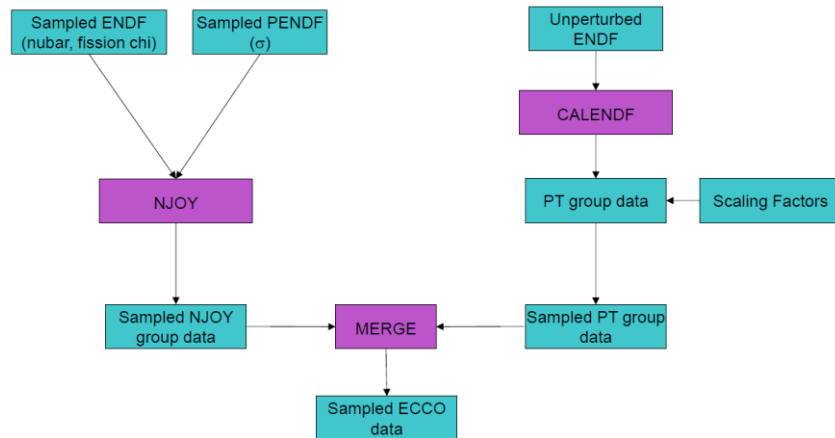 Sampled ENDF
(nubar, fission chi)
Sampled PENDF
(σ)
Unperturbed
ENDF
CALENDF
NJOY
PT group data
Scaling Factors
Sampled NJOY
group data
MERGE
Sampled PT group
data
Sampled ECCO
data